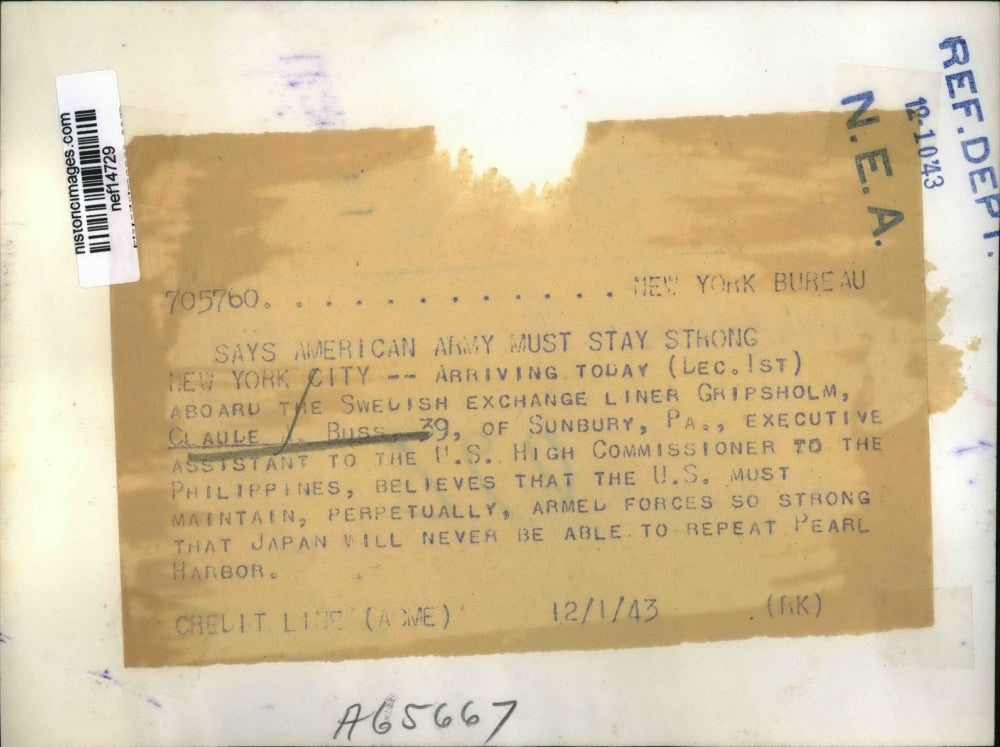 historicimages.com
nef14729
REF. DEPT.
12-10'43
N. E. A.
705760. . . . . . . . . . . . . . NEW YORK BUREAU
SAYS AMERICAN ARMY MUST STAY STRONG
NEW YORK CITY -- ARRIVING TODAY (DEC. 1ST)
ABOARD THE SWEDISH EXCHANGE LINER GRIPSHOLM,
CLAUDE BUSS 39, OF SUNBURY, PA., EXECUTIVE
ASSISTANT TO THE U.S. HIGH COMMISSIONER TO THE
PHILIPPINES, BELIEVES THAT THE U.S. MUST
MAINTAIN, PERPETUALLY, ARMED FORCES SO STRONG
THAT JAPAN WILL NEVER BE ABLE TO REPEAT PEARL
HARBOR.
CREDIT LINE (ACME) 12/1/43 (RK)
A65667